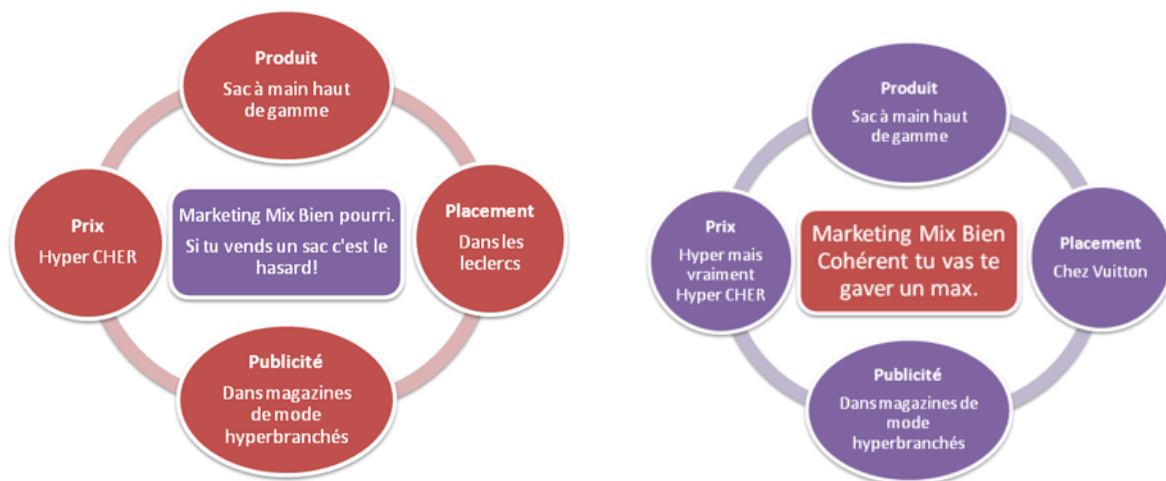 Produit
Sac à main haut
de gamme
Prix
Hyper CHER
Marketing Mix Bien pourri.
Si tu vends un sac c'est le
hasard!
Placement
Dans les
leclercs
Publicité
Dans magazines
de mode
hyperbranchés
Produit
Sac à main haut
de gamme
Prix
Hyper mais
vraiment
Hyper CHER
Marketing Mix Bien
Cohérent tu vas te
gaver un max.
Placement
Chez Vuitton
Publicité
Dans magazines de
mode
hyperbranchés